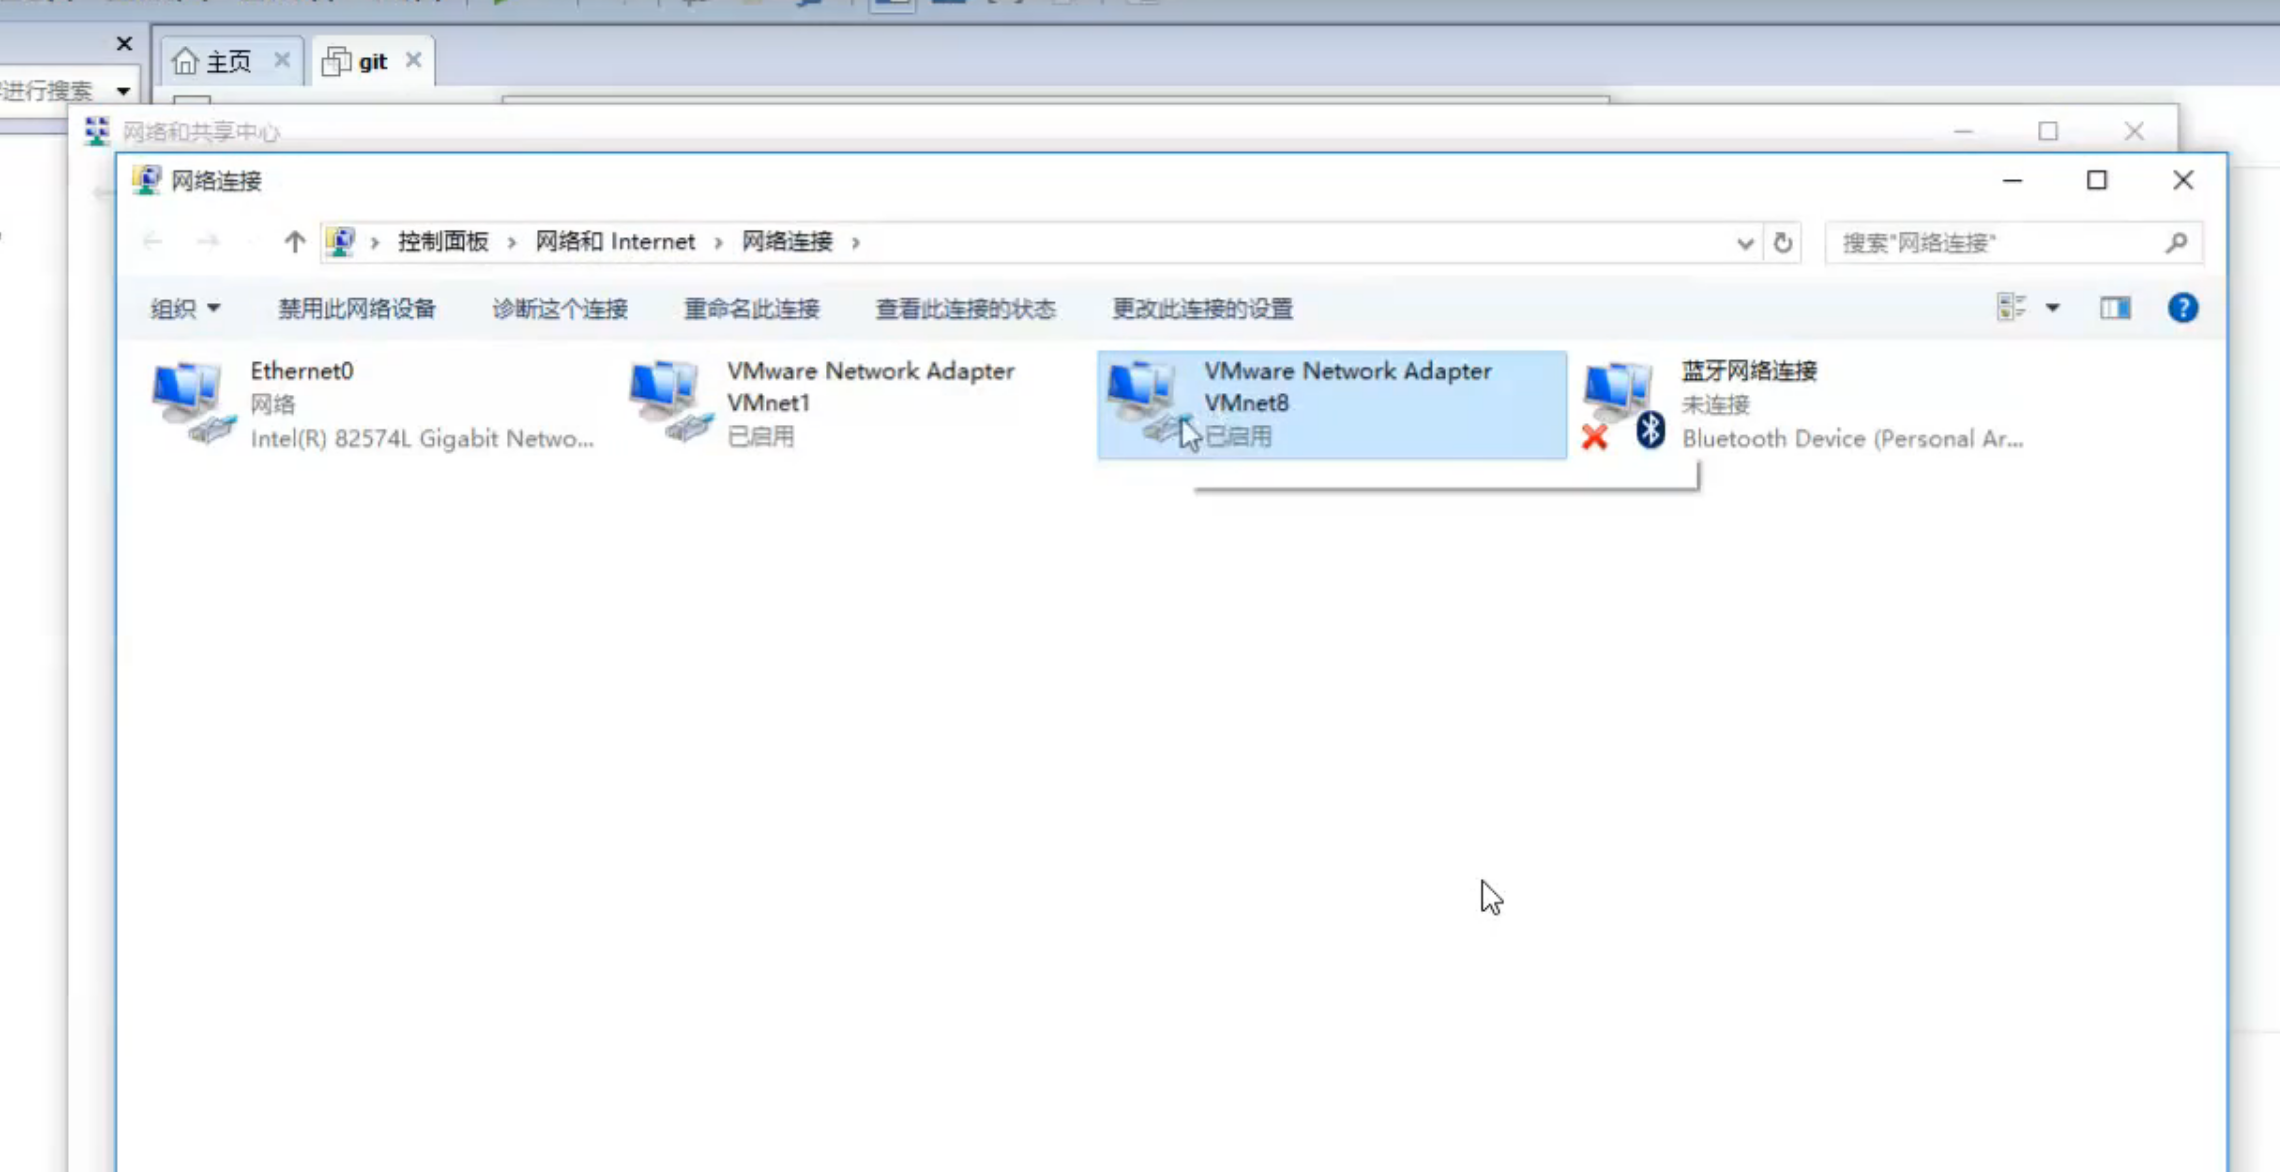 主页
git
进行搜索
网络和共享中心
网络连接
控制面板 > 网络和 Internet > 网络连接 >
搜索"网络连接"
组织 禁用此网络设备 诊断这个连接 重命名此连接 查看此连接的状态 更改此连接的设置
Ethernet0
网络
Intel(R) 82574L Gigabit Netwo...
VMware Network Adapter
VMnet1
已启用
VMware Network Adapter
VMnet8
已启用
蓝牙网络连接
未连接
Bluetooth Device (Personal Ar...